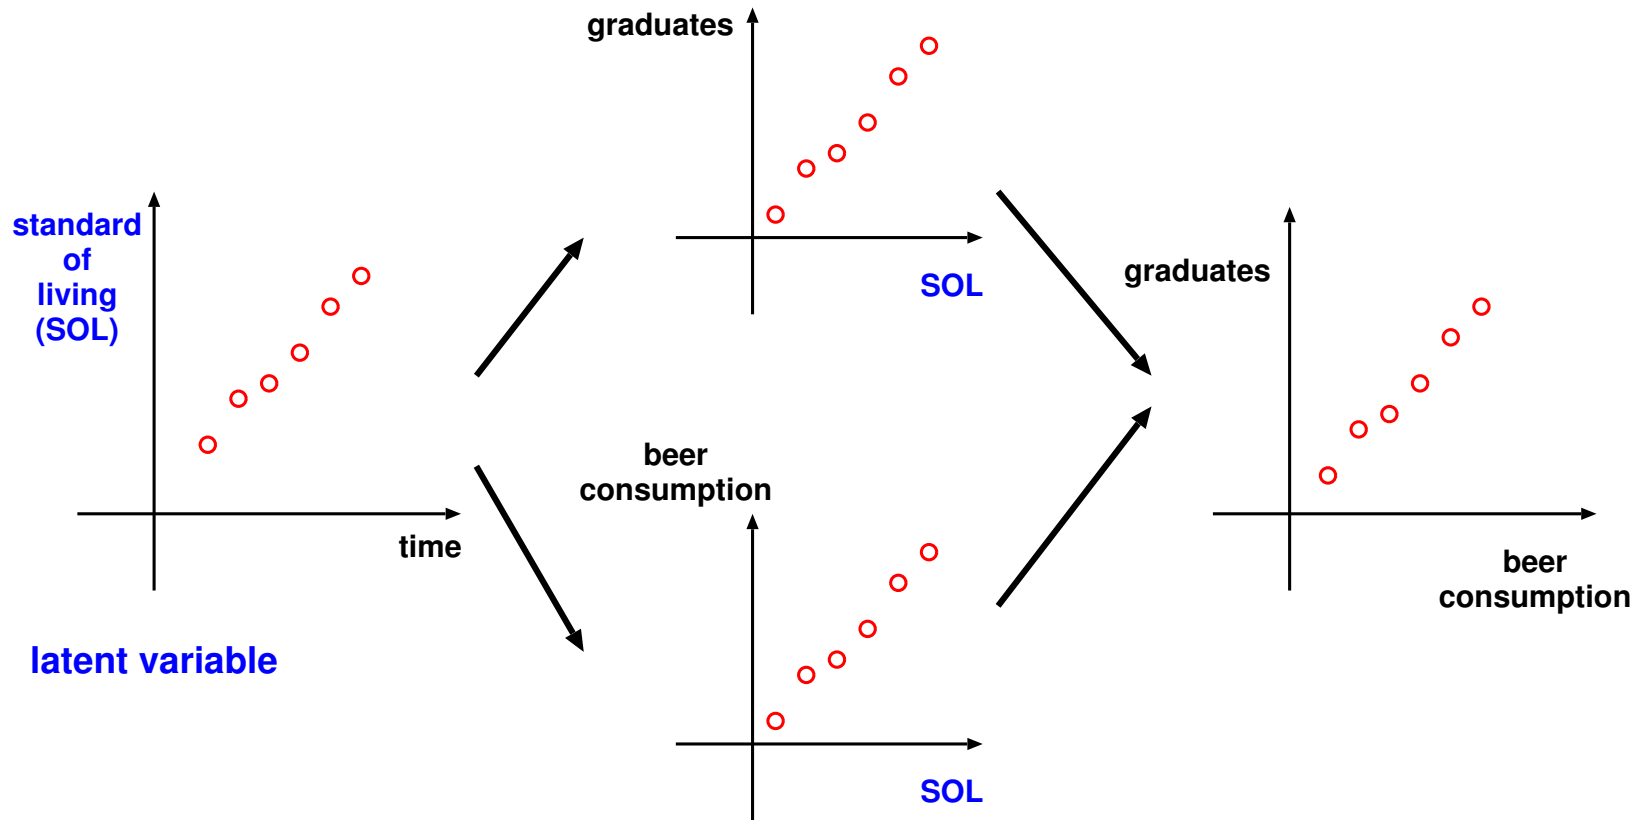 standard
of
living
(SOL)
time
latent variable
graduates
SOL
beer
consumption
SOL
graduates
beer
consumption